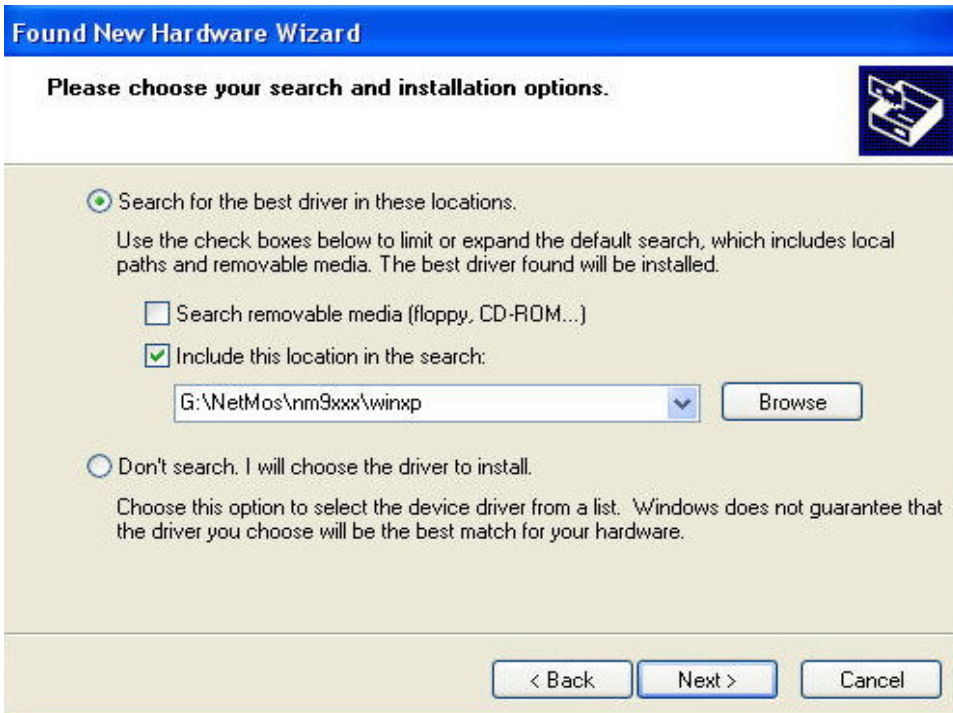 Found New Hardware Wizard
Please choose your search and installation options.
Search for the best driver in these locations.
Use the check boxes below to limit or expand the default search, which includes local
paths and removable media. The best driver found will be installed.
Search removable media (floppy, CD-ROM...)
Include this location in the search:
G:\NetMos\nm9xxx\winxp
Browse
Don't search. I will choose the driver to install.
Choose this option to select the device driver from a list. Windows does not guarantee that
the driver you choose will be the best match for your hardware.
< Back
Next >
Cancel